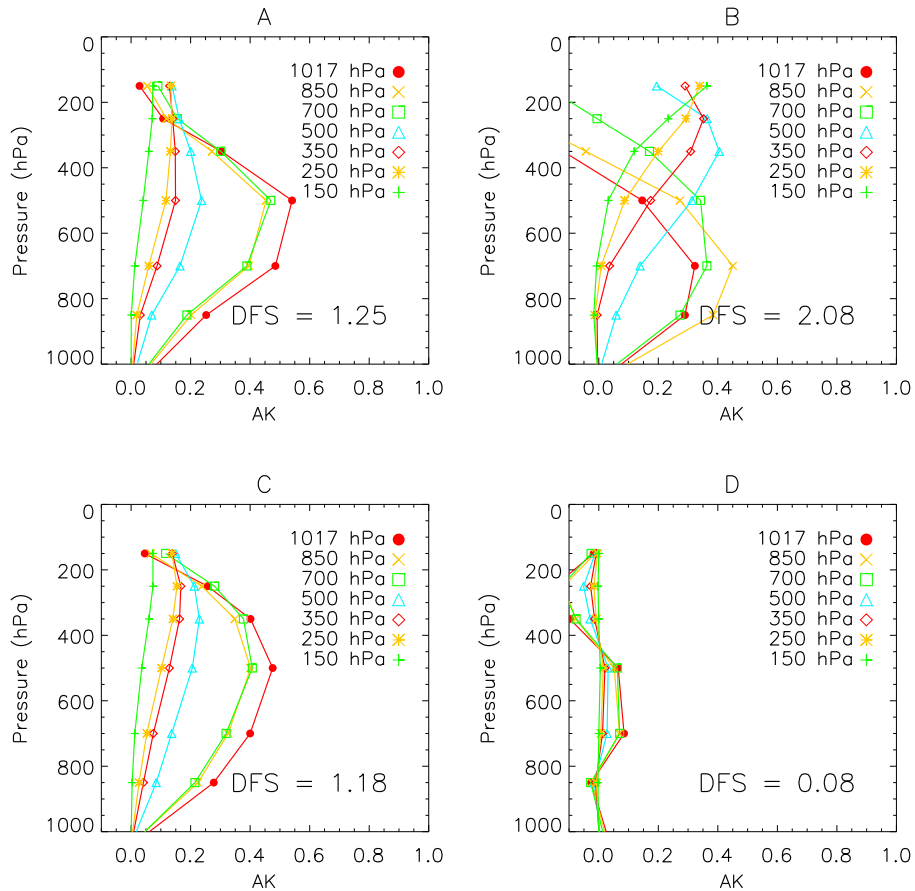 A
Pressure (hPa)
0
200
400
600
800
1000
1017 hPa
850 hPa
700 hPa
500 hPa
350 hPa
250 hPa
150 hPa
DFS = 1.25
0.0 0.2 0.4 0.6 0.8 1.0
AK
B
Pressure (hPa)
0
200
400
600
800
1000
1017 hPa
850 hPa
700 hPa
500 hPa
350 hPa
250 hPa
150 hPa
DFS = 2.08
0.0 0.2 0.4 0.6 0.8 1.0
AK
C
Pressure (hPa)
0
200
400
600
800
1000
1017 hPa
850 hPa
700 hPa
500 hPa
350 hPa
250 hPa
150 hPa
DFS = 1.18
0.0 0.2 0.4 0.6 0.8 1.0
AK
D
Pressure (hPa)
0
200
400
600
800
1000
1017 hPa
850 hPa
700 hPa
500 hPa
350 hPa
250 hPa
150 hPa
DFS = 0.08
0.0 0.2 0.4 0.6 0.8 1.0
AK